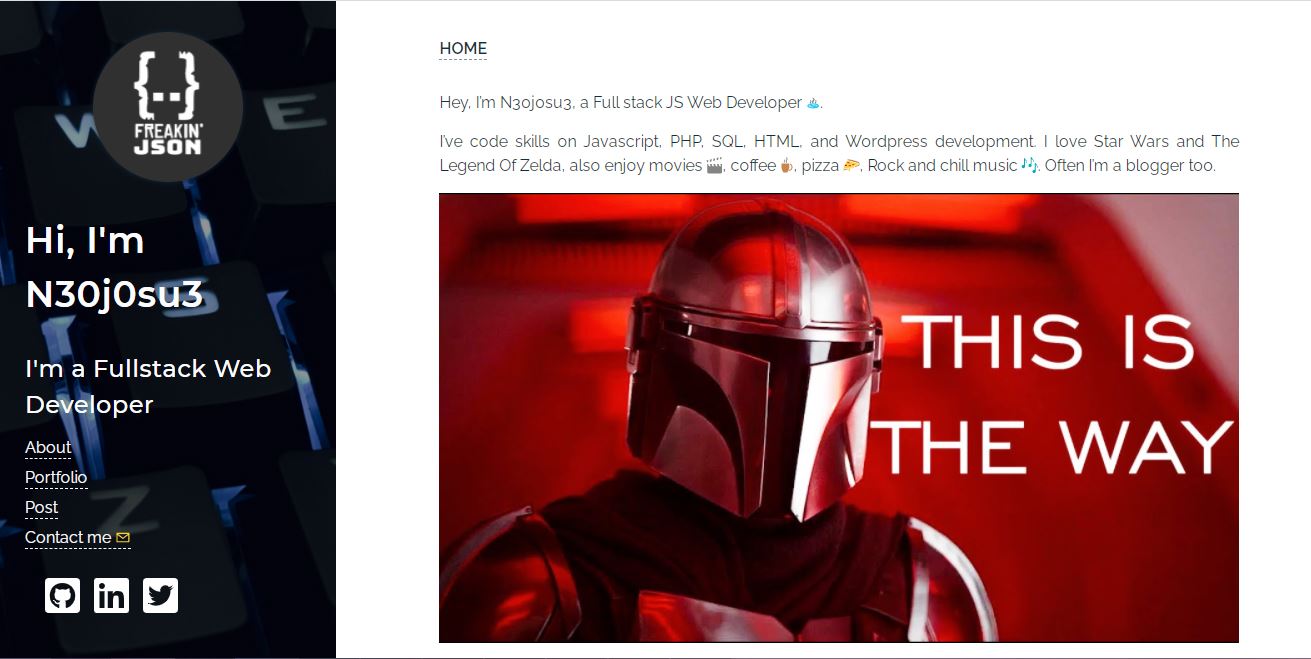 {..}
FREAKIN'
JSON
W
E
S
Z
Hi, I'm
N30j0su3
I'm a Fullstack Web
Developer
About
Portfolio
Post
Contact me
in
HOME
Hey, I'm N30josu3, a Full stack JS Web Developer ♨.
I've code skills on Javascript, PHP, SQL, HTML, and Wordpress development. I love Star Wars and The
Legend Of Zelda, also enjoy movies 🎬, coffee ☕, pizza 🍕, Rock and chill music 🎶. Often I'm a blogger too.
THIS IS
THE WAY